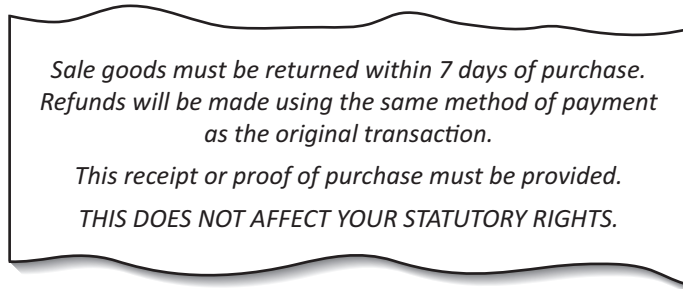 Sale goods must be returned within 7 days of purchase.
Refunds will be made using the same method of payment
as the original transaction.
This receipt or proof of purchase must be provided.
THIS DOES NOT AFFECT YOUR STATUTORY RIGHTS.